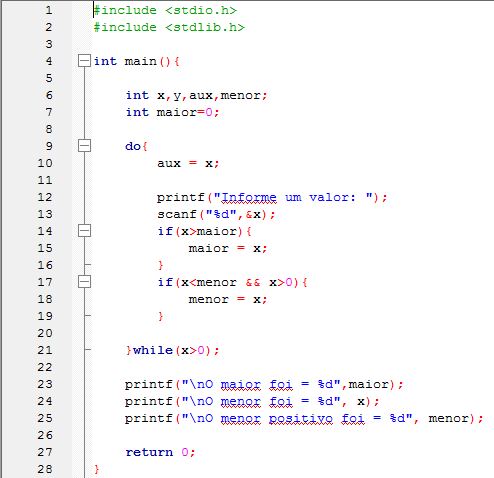 1 #include <stdio.h>
2 #include <stdlib.h>
3
4 int main(){
5
6 int x,y,aux,menor;
7 int maior=0;
8
9 do{
10 aux = x;
11
12 printf("Informe um valor: ");
13 scanf("%d",&x);
14 if(x>maior){
15 maior = x;
16 }
17 if(x<menor && x>0){
18 menor = x;
19 }
20
21 }while(x>0);
22
23 printf("\nO maior foi = %d",maior);
24 printf("\nO menor foi = %d", x);
25 printf("\nO menor positivo foi = %d", menor);
26
27 return 0;
28 }